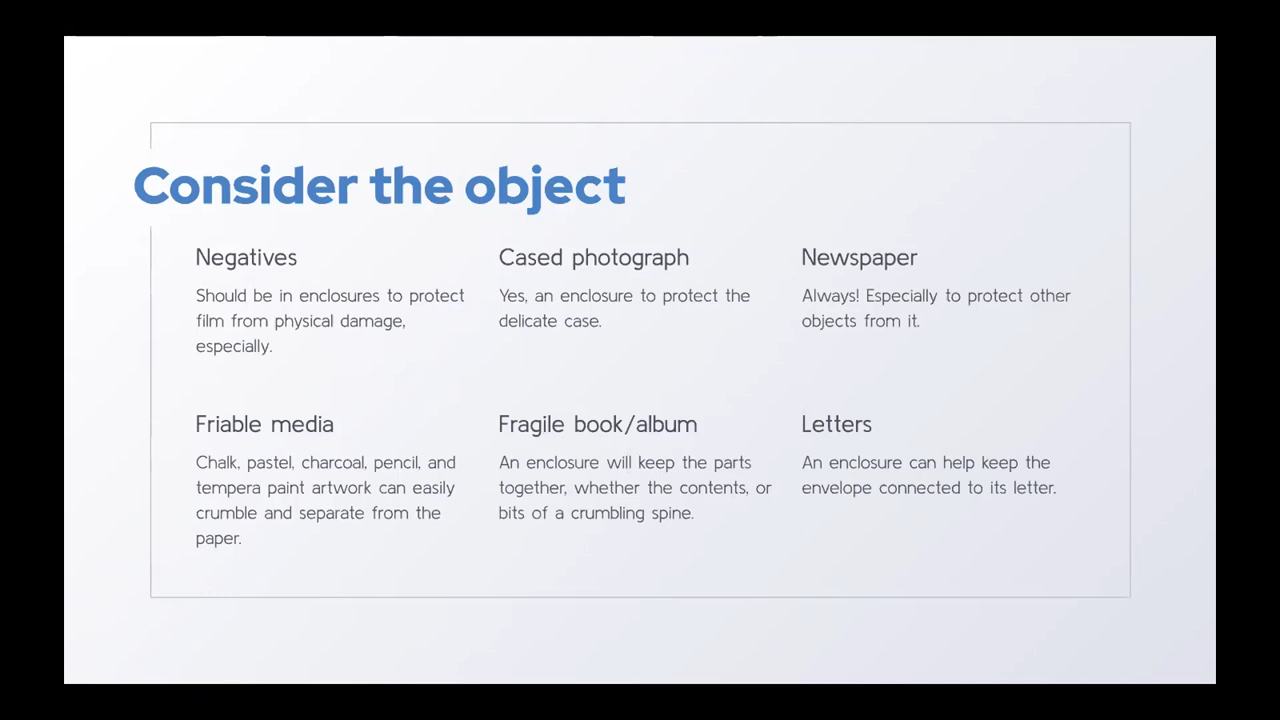 Consider the object
Negatives
Should be in enclosures to protect
film from physical damage,
especially.
Cased photograph
Yes, an enclosure to protect the
delicate case.
Newspaper
Always! Especially to protect other
objects from it.
Friable media
Chalk, pastel, charcoal, pencil, and
tempera paint artwork can easily
crumble and separate from the
paper.
Fragile book/album
An enclosure will keep the parts
together, whether the contents, or
bits of a crumbling spine.
Letters
An enclosure can help keep the
envelope connected to its letter.